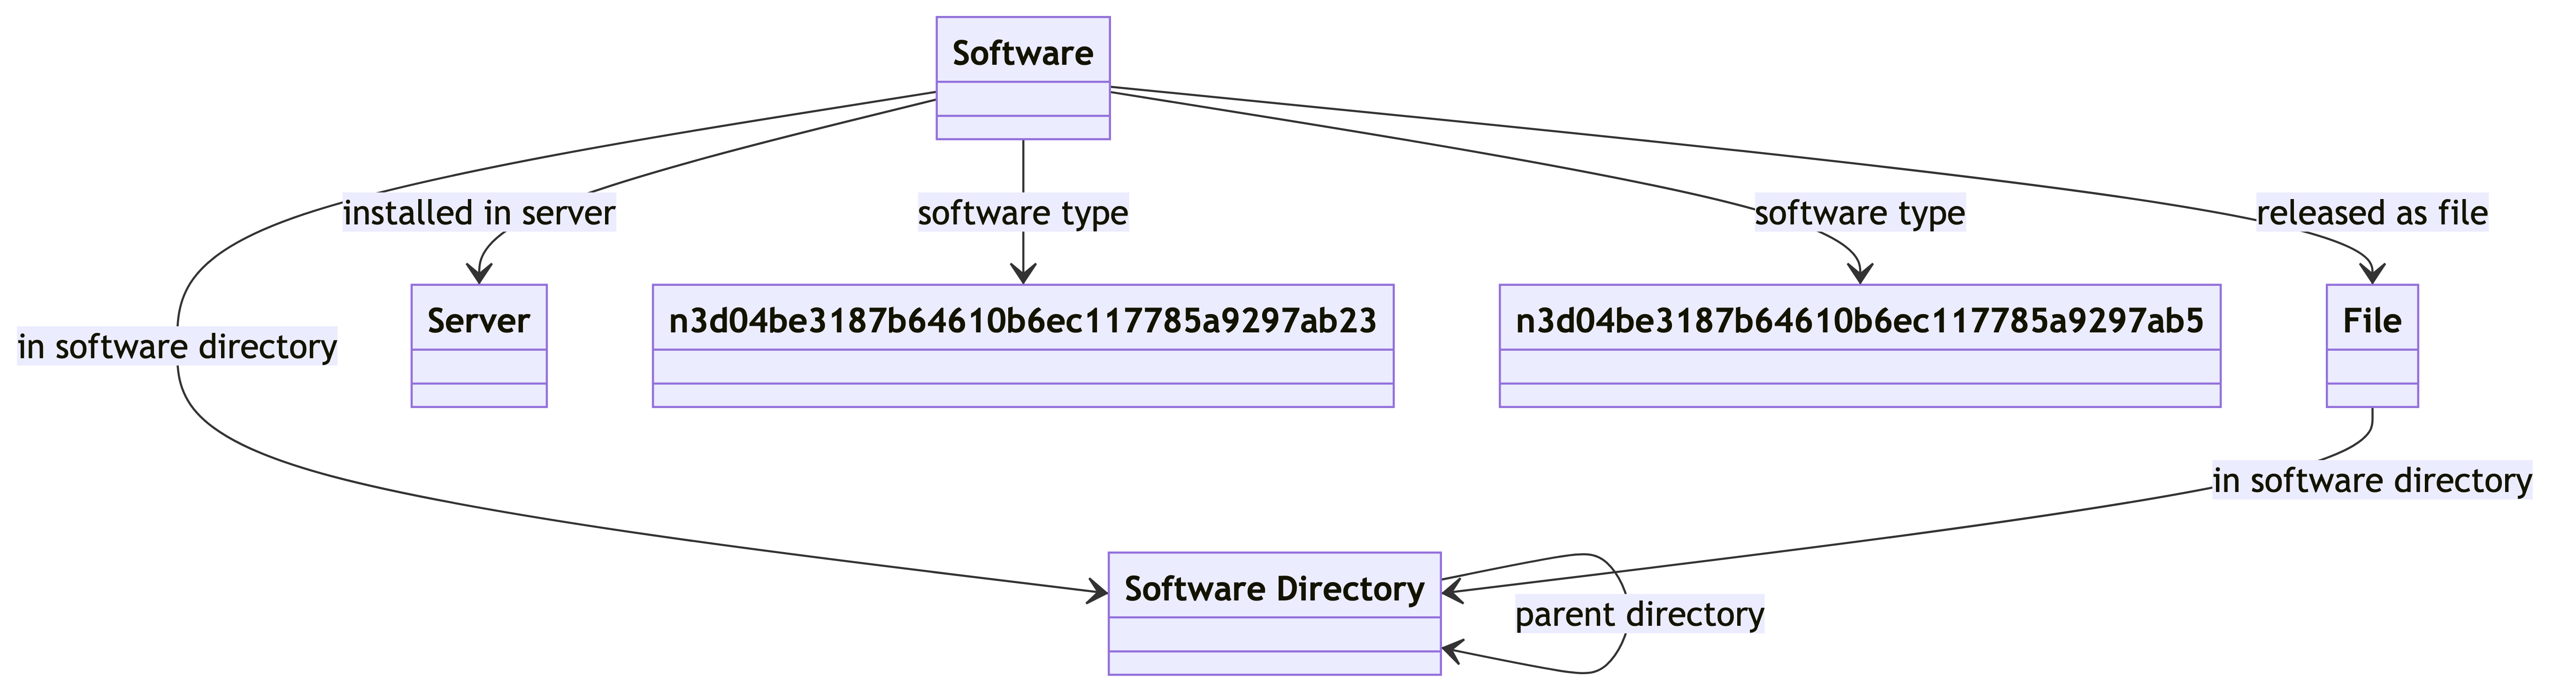 Software
installed in server
software type
software type
released as file
Server
n3d04be3187b64610b6ec117785a9297ab23
n3d04be3187b64610b6ec117785a9297ab5
File
in software directory
in software directory
Software Directory
parent directory